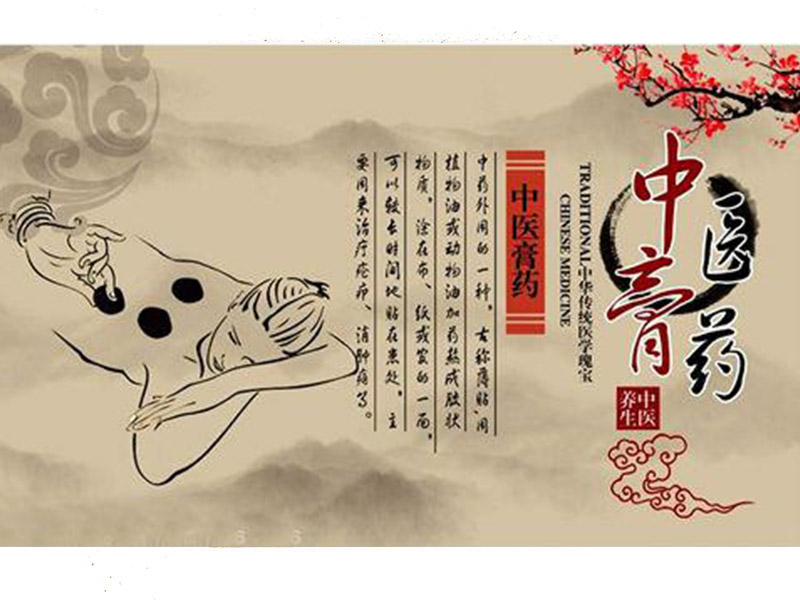 中医膏药
中医
养生
TRADITIONAL 中华传统医学瑰宝
CHINESE MEDICINE
中医膏药
中药外用的一种。古称薄贴,用
植物油或动物油加药熬成胶状
物质,涂在布、纸或皮的一面,
可以较长时间地贴在患处,主
要用来治疗疮疖、消肿痛等。